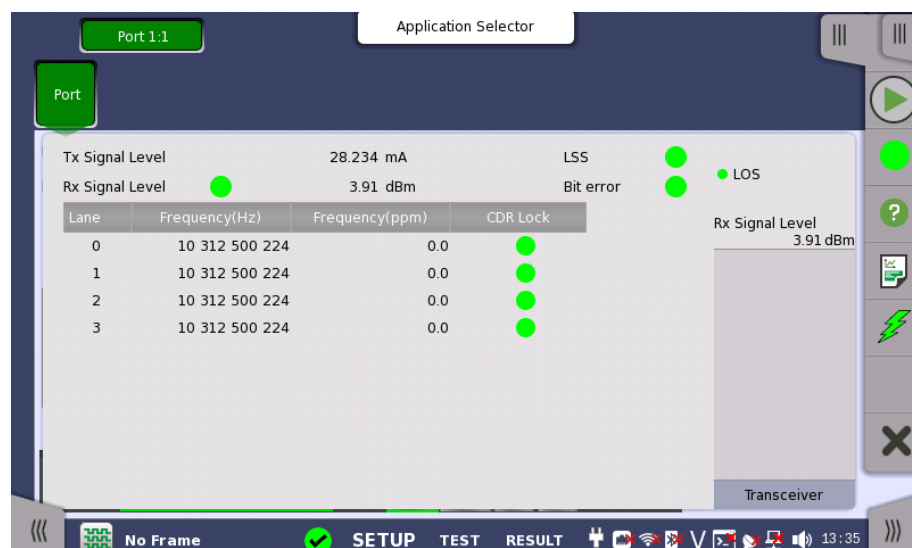 Port 1:1
Application Selector
Port
Tx Signal Level 28.234 mA LSS
Rx Signal Level 3.91 dBm Bit error
LOS
Lane Frequency(Hz) Frequency(ppm) CDR Lock
Rx Signal Level
3.91 dBm
0 10 312 500 224 0.0
1 10 312 500 224 0.0
2 10 312 500 224 0.0
3 10 312 500 224 0.0
Transceiver
No Frame SETUP TEST RESULT V 13:35